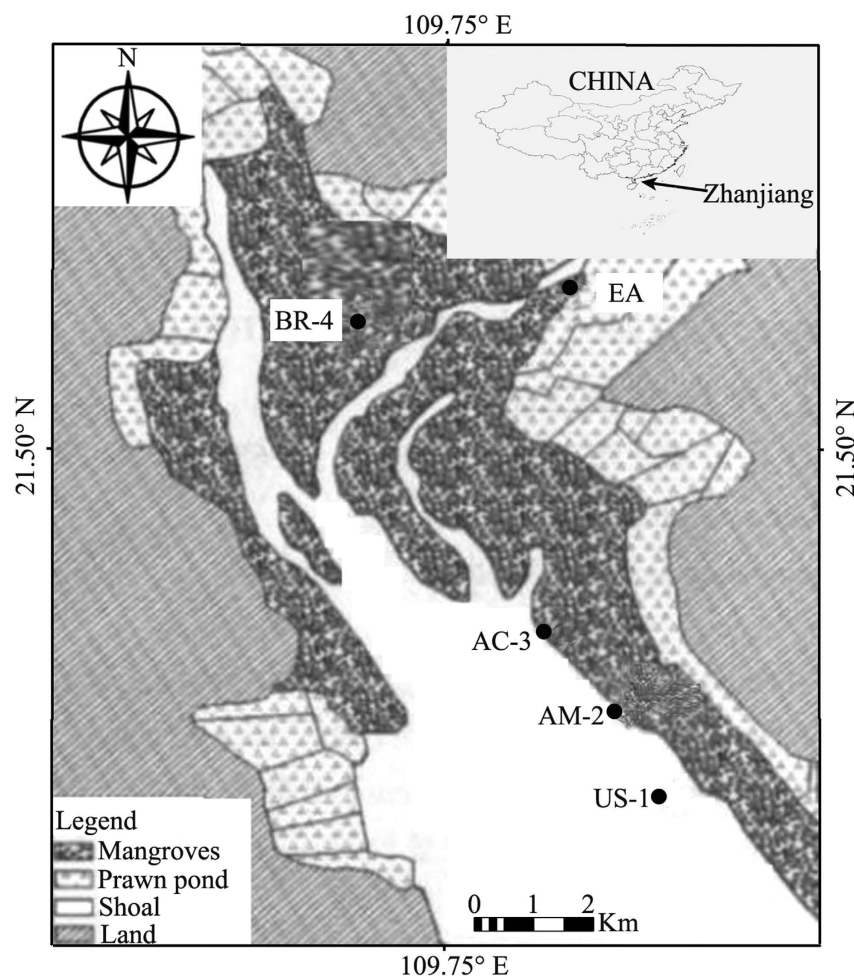 109.75° E
N
CHINA
Zhanjiang
EA
BR-4
21.50° N
21.50° N
AC-3
AM-2
US-1
Legend
Mangroves
Prawn pond
Shoal
Land
0 1 2
Km
109.75° E